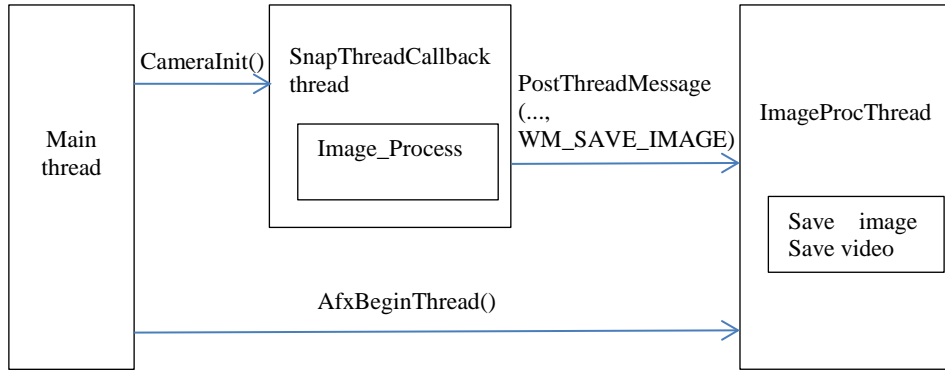 CameraInit()
SnapThreadCallback
thread
PostThreadMessage
(...,
WM_SAVE_IMAGE)
ImageProcThread
Main
thread
Image_Process
Save image
Save video
AfxBeginThread()